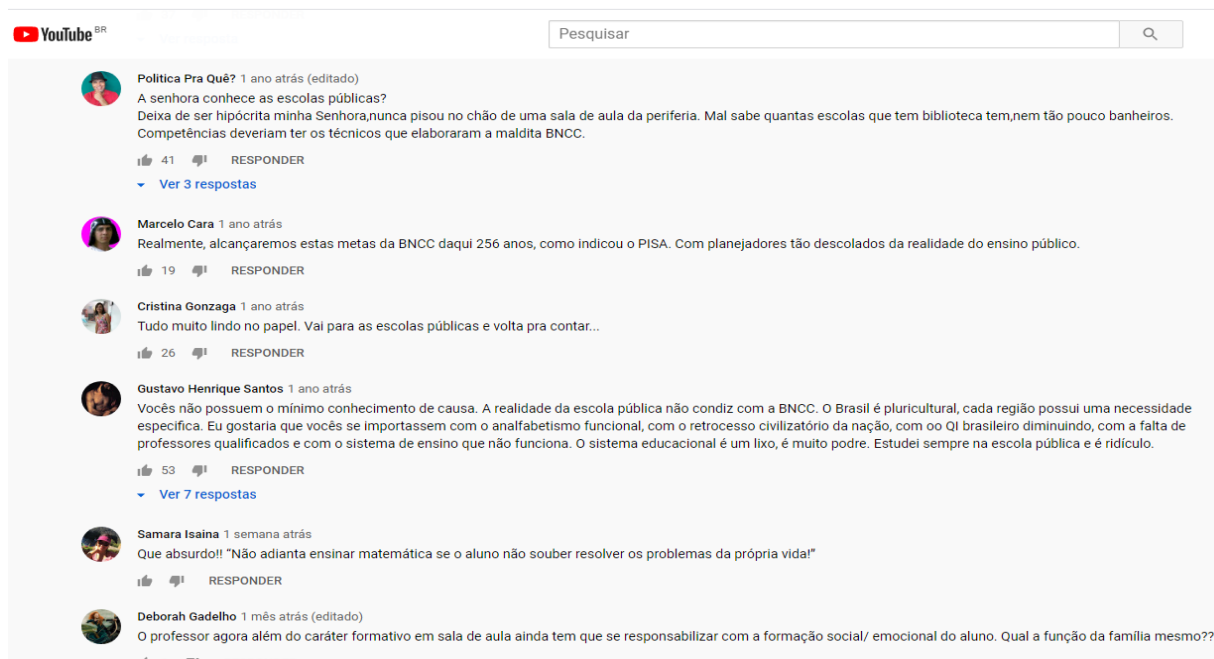 YouTube BR
Pesquisar
Politica Pra Quê? 1 ano atrás (editado)
A senhora conhece as escolas públicas?
Deixa de ser hipócrita minha Senhora,nunca pisou no chão de uma sala de aula da periferia. Mal sabe quantas escolas que tem biblioteca tem,nem tão pouco banheiros.
Competências deveriam ter os técnicos que elaboraram a maldita BNCC.
41 RESPONDER
Ver 3 respostas
Marcelo Cara 1 ano atrás
Realmente, alcançaremos estas metas da BNCC daqui 256 anos, como indicou o PISA. Com planejadores tão descolados da realidade do ensino público.
19 RESPONDER
Cristina Gonzaga 1 ano atrás
Tudo muito lindo no papel. Vai para as escolas públicas e volta pra contar...
26 RESPONDER
Gustavo Henrique Santos 1 ano atrás
Vocês não possuem o mínimo conhecimento de causa. A realidade da escola pública não condiz com a BNCC. O Brasil é pluricultural, cada região possui uma necessidade
especifica. Eu gostaria que vocês se importassem com o analfabetismo funcional, com o retrocesso civilizatório da nação, com oo QI brasileiro diminuindo, com a falta de
professores qualificados e com o sistema de ensino que não funciona. O sistema educacional é um lixo, é muito podre. Estudei sempre na escola pública e é ridículo.
53 RESPONDER
Ver 7 respostas
Samara Isaina 1 semana atrás
Que absurdo!! “Não adianta ensinar matemática se o aluno não souber resolver os problemas da própria vida!”
RESPONDER
Deborah Gadelho 1 mês atrás (editado)
O professor agora além do caráter formativo em sala de aula ainda tem que se responsabilizar com a formação social/ emocional do aluno. Qual a função da família mesmo??